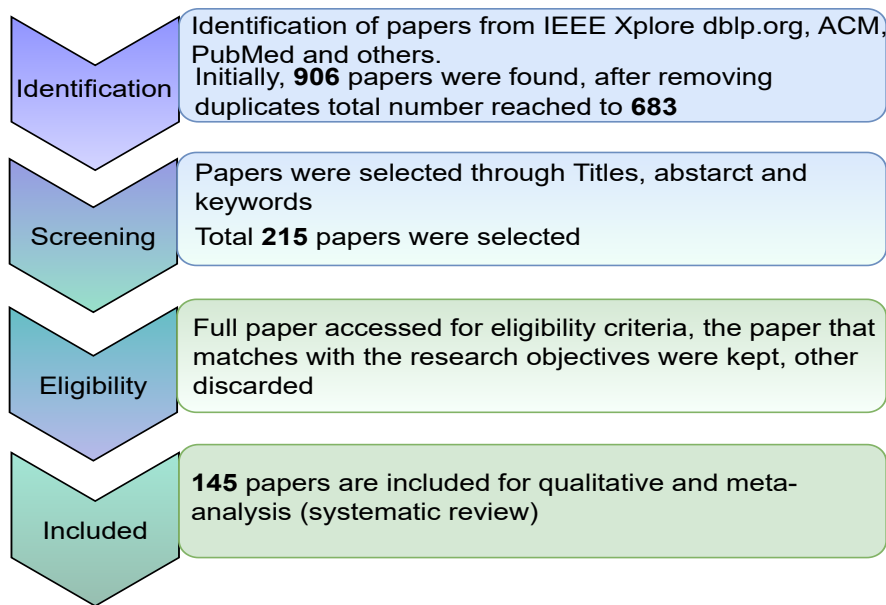 Identification
Identification of papers from IEEE Xplore dblp.org, ACM,
PubMed and others.
Initially, 906 papers were found, after removing
duplicates total number reached to 683
Screening
Papers were selected through Titles, abstarct and
keywords
Total 215 papers were selected
Eligibility
Full paper accessed for eligibility criteria, the paper that
matches with the research objectives were kept, other
discarded
Included
145 papers are included for qualitative and meta-
analysis (systematic review)